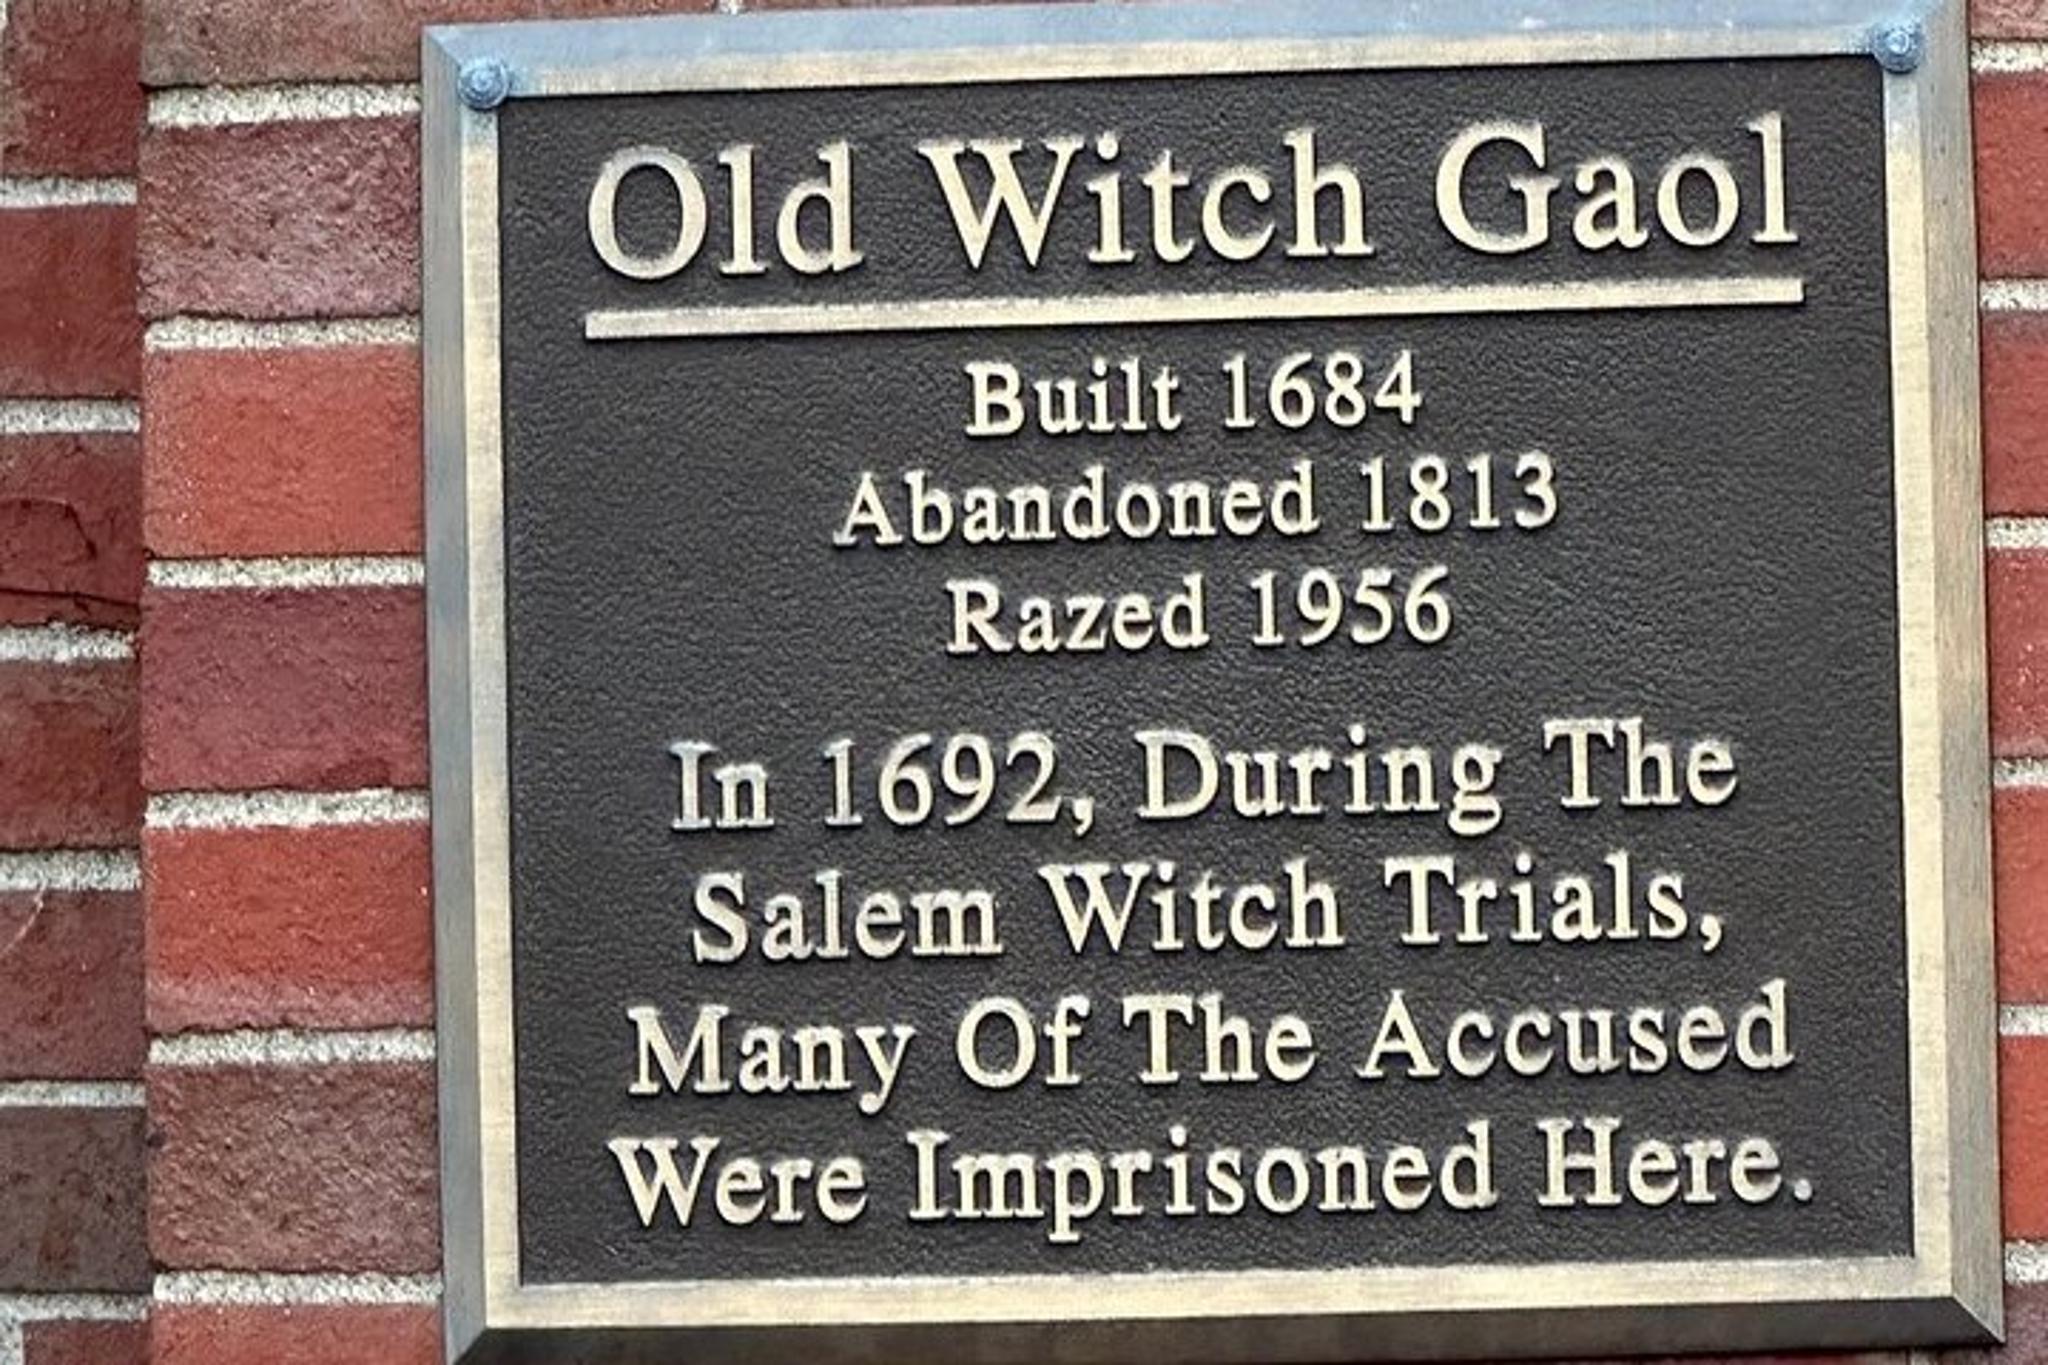 Old Witch Gaol
Built 1684
Abandoned 1813
Razed 1956
In 1692, During The
Salem Witch Trials,
Many Of The Accused
Were Imprisoned Here.